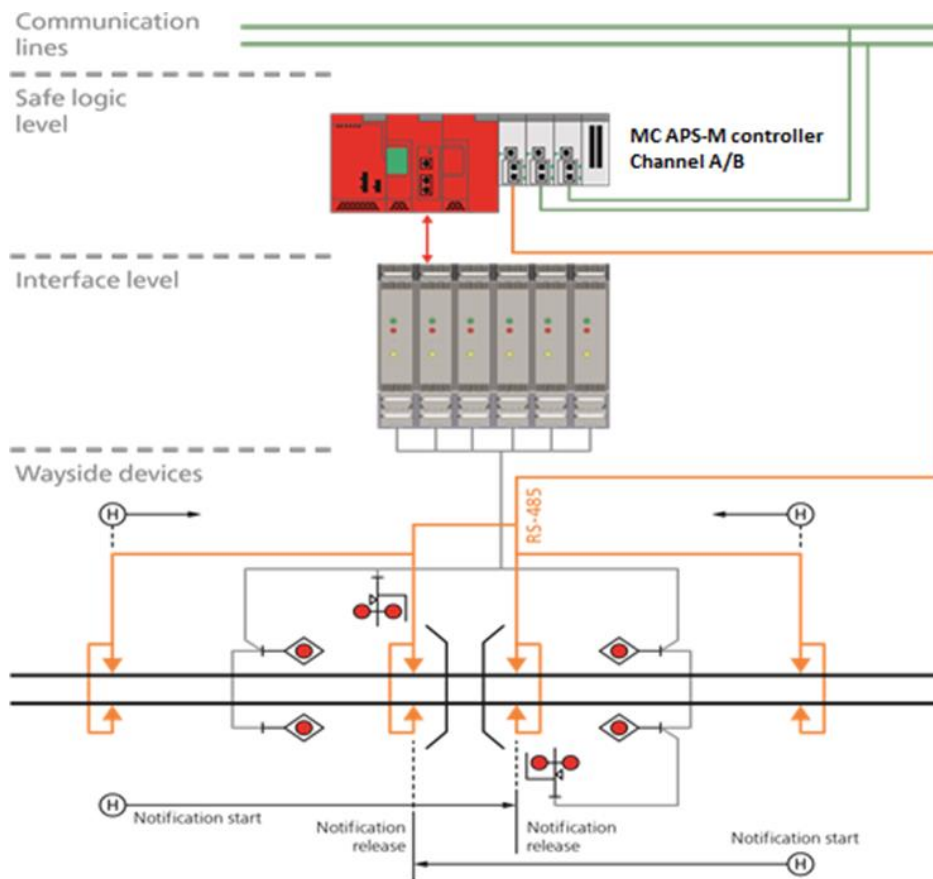 Communication
lines
Safe logic
level
MC APS-M controller
Channel A/B
Interface level
Wayside devices
RS-485
H
H
H
Notification start
Notification
release
Notification
release
Notification start
H